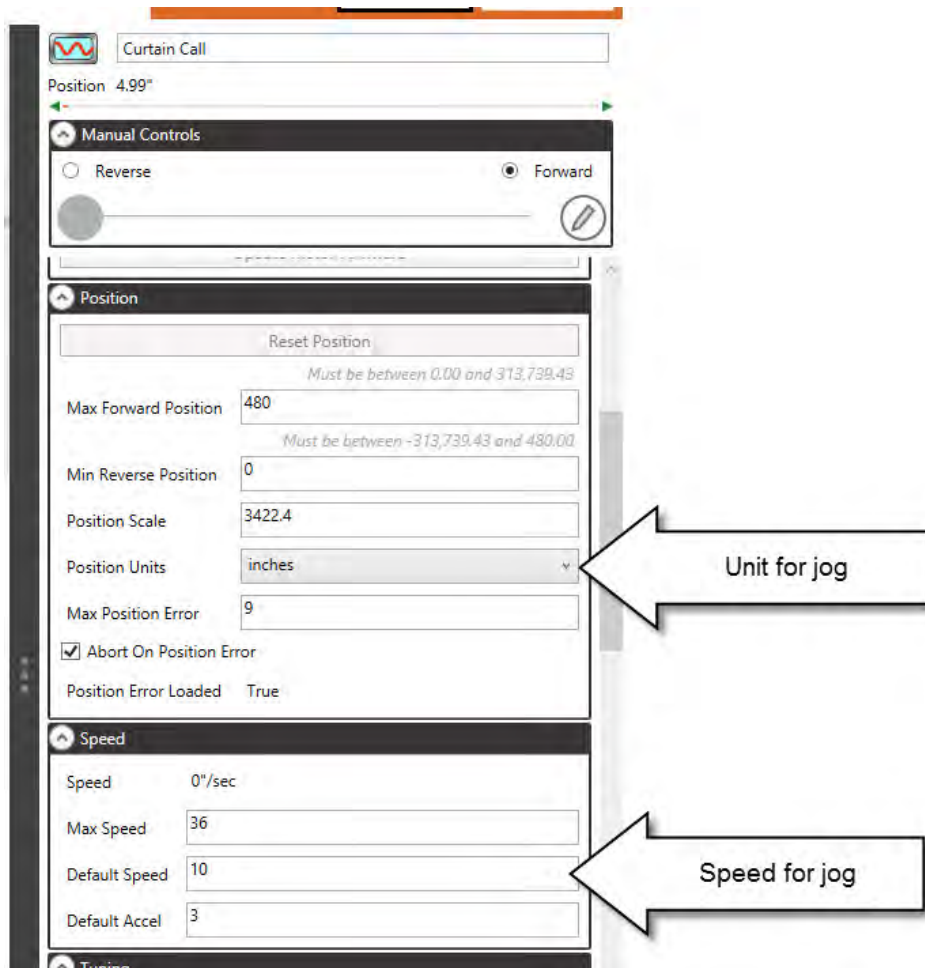 Curtain Call
Position 4.99"
Manual Controls
Reverse
Forward
Position
Reset Position
Must be between 0.00 and 313,739.43
Max Forward Position 480
Must be between -313,739.43 and 480.00
Min Reverse Position 0
Position Scale 3422.4
Position Units inches
Unit for jog
Max Position Error 9
Abort On Position Error
Position Error Loaded True
Speed
Speed 0"/sec
Max Speed 36
Default Speed 10
Speed for jog
Default Accel 3
Tuning